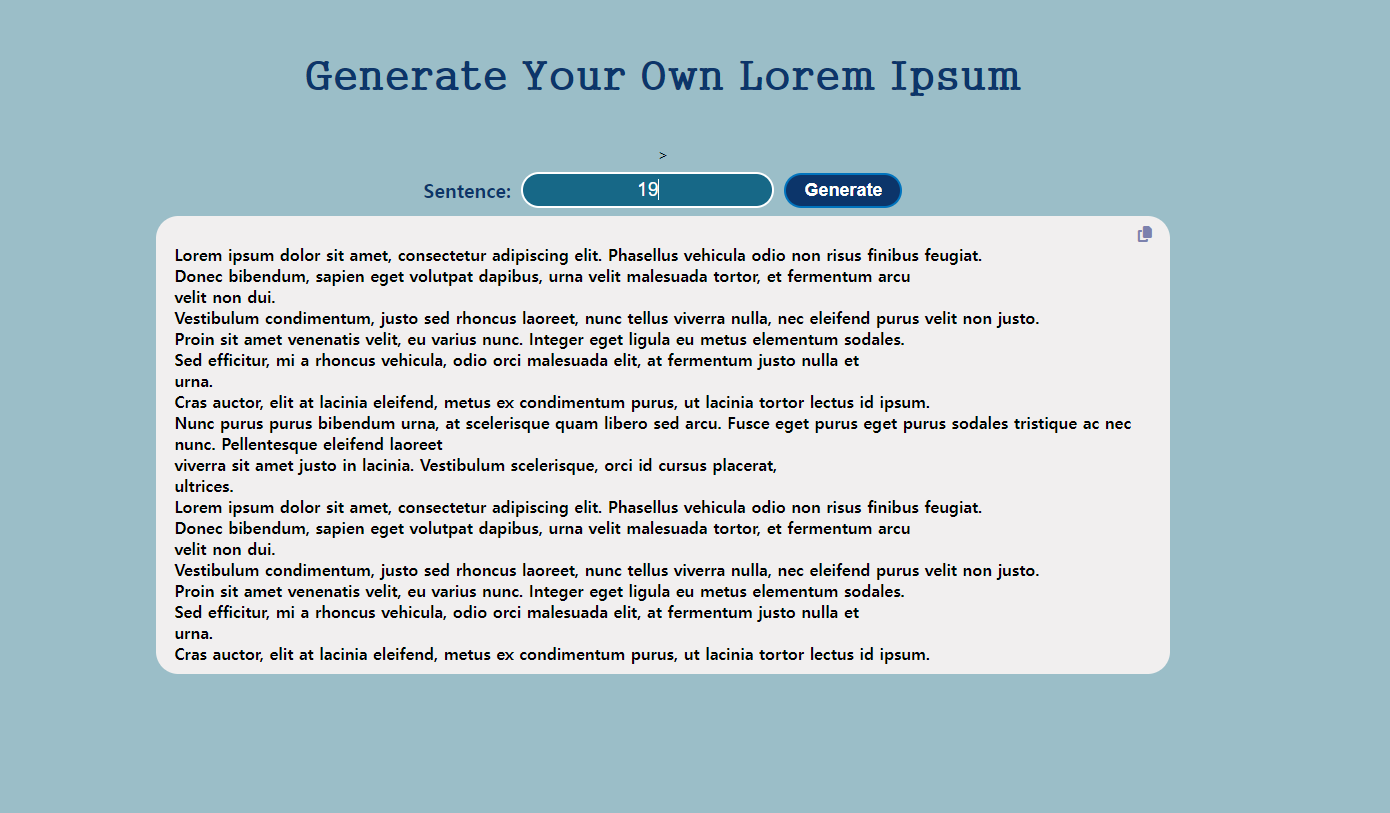 Generate Your Own Lorem Ipsum
>
Sentence: 19 Generate
Lorem ipsum dolor sit amet, consectetur adipiscing elit. Phasellus vehicula odio non risus finibus feugiat.
Donec bibendum, sapien eget volutpat dapibus, urna velit malesuada tortor, et fermentum arcu
velit non dui.
Vestibulum condimentum, justo sed rhoncus laoreet, nunc tellus viverra nulla, nec eleifend purus velit non justo.
Proin sit amet venenatis velit, eu varius nunc. Integer eget ligula eu metus elementum sodales.
Sed efficitur, mi a rhoncus vehicula, odio orci malesuada elit, at fermentum justo nulla et
urna.
Cras auctor, elit at lacinia eleifend, metus ex condimentum purus, ut lacinia tortor lectus id ipsum.
Nunc purus purus bibendum urna, at scelerisque quam libero sed arcu. Fusce eget purus eget purus sodales tristique ac nec
nunc. Pellentesque eleifend laoreet
viverra sit amet justo in lacinia. Vestibulum scelerisque, orci id cursus placerat,
ultrices.
Lorem ipsum dolor sit amet, consectetur adipiscing elit. Phasellus vehicula odio non risus finibus feugiat.
Donec bibendum, sapien eget volutpat dapibus, urna velit malesuada tortor, et fermentum arcu
velit non dui.
Vestibulum condimentum, justo sed rhoncus laoreet, nunc tellus viverra nulla, nec eleifend purus velit non justo.
Proin sit amet venenatis velit, eu varius nunc. Integer eget ligula eu metus elementum sodales.
Sed efficitur, mi a rhoncus vehicula, odio orci malesuada elit, at fermentum justo nulla et
urna.
Cras auctor, elit at lacinia eleifend, metus ex condimentum purus, ut lacinia tortor lectus id ipsum.